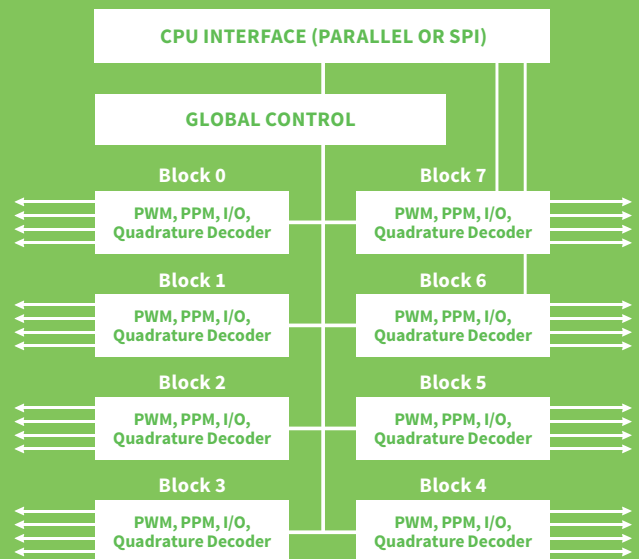 CPU INTERFACE (PARALLEL OR SPI)
GLOBAL CONTROL
Block 0
PWM, PPM, I/O,
Quadrature Decoder
Block 7
PWM, PPM, I/O,
Quadrature Decoder
Block 1
PWM, PPM, I/O,
Quadrature Decoder
Block 6
PWM, PPM, I/O,
Quadrature Decoder
Block 2
PWM, PPM, I/O,
Quadrature Decoder
Block 5
PWM, PPM, I/O,
Quadrature Decoder
Block 3
PWM, PPM, I/O,
Quadrature Decoder
Block 4
PWM, PPM, I/O,
Quadrature Decoder